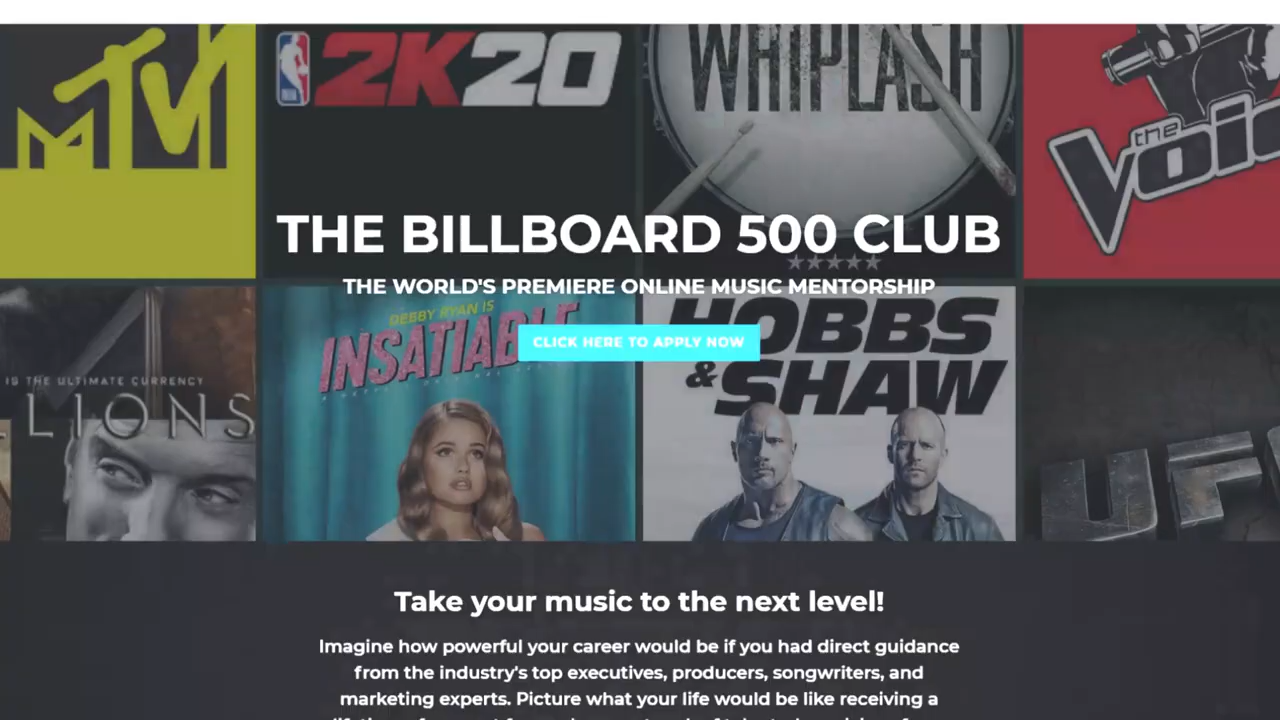 MTV
2K20
WHIPLASH
the
THE BILLBOARD 500 CLUB
THE WORLD'S PREMIERE ONLINE MUSIC MENTORSHIP
DEBBY RYAN IS
INSATIABLE
HOBBS
& SHAW
CLICK HERE TO APPLY NOW
IS THE ULTIMATE CURRENCY
LLIONS
UF
Take your music to the next level!
Imagine how powerful your career would be if you had direct guidance
from the industry's top executives, producers, songwriters, and
marketing experts. Picture what your life would be like receiving a